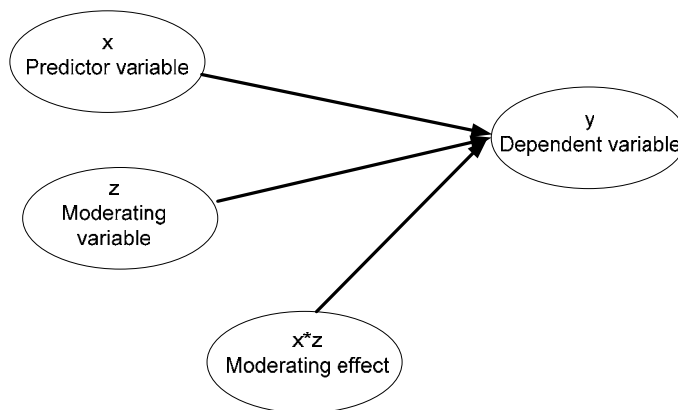 x
Predictor variable
y
Dependent variable
z
Moderating
variable
x*z
Moderating effect